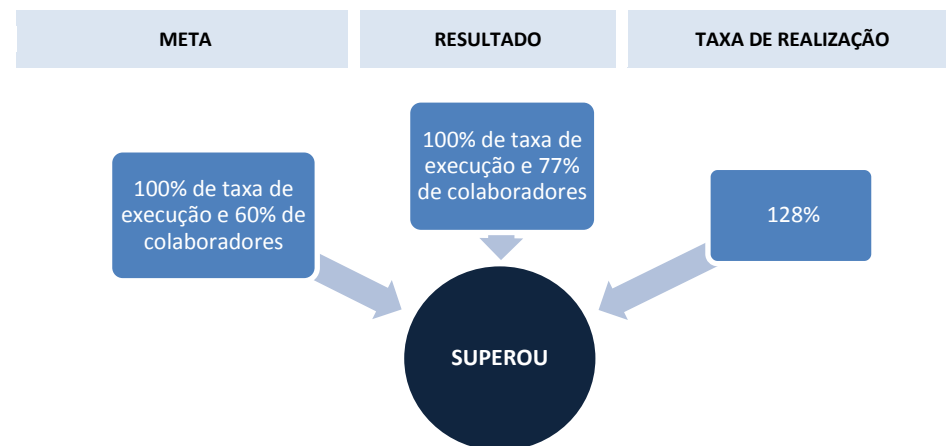 META
RESULTADO
TAXA DE REALIZAÇÃO
100% de taxa de
execução e 60% de
colaboradores
100% de taxa de
execução e 77%
de colaboradores
128%
SUPEROU